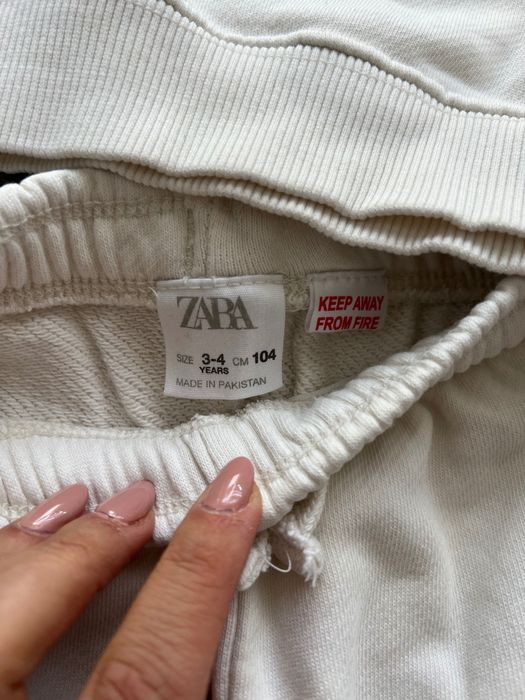 ZARA
SIZE 3-4 CM 104
YEARS
MADE IN PAKISTAN
KEEP AWAY
FROM FIRE